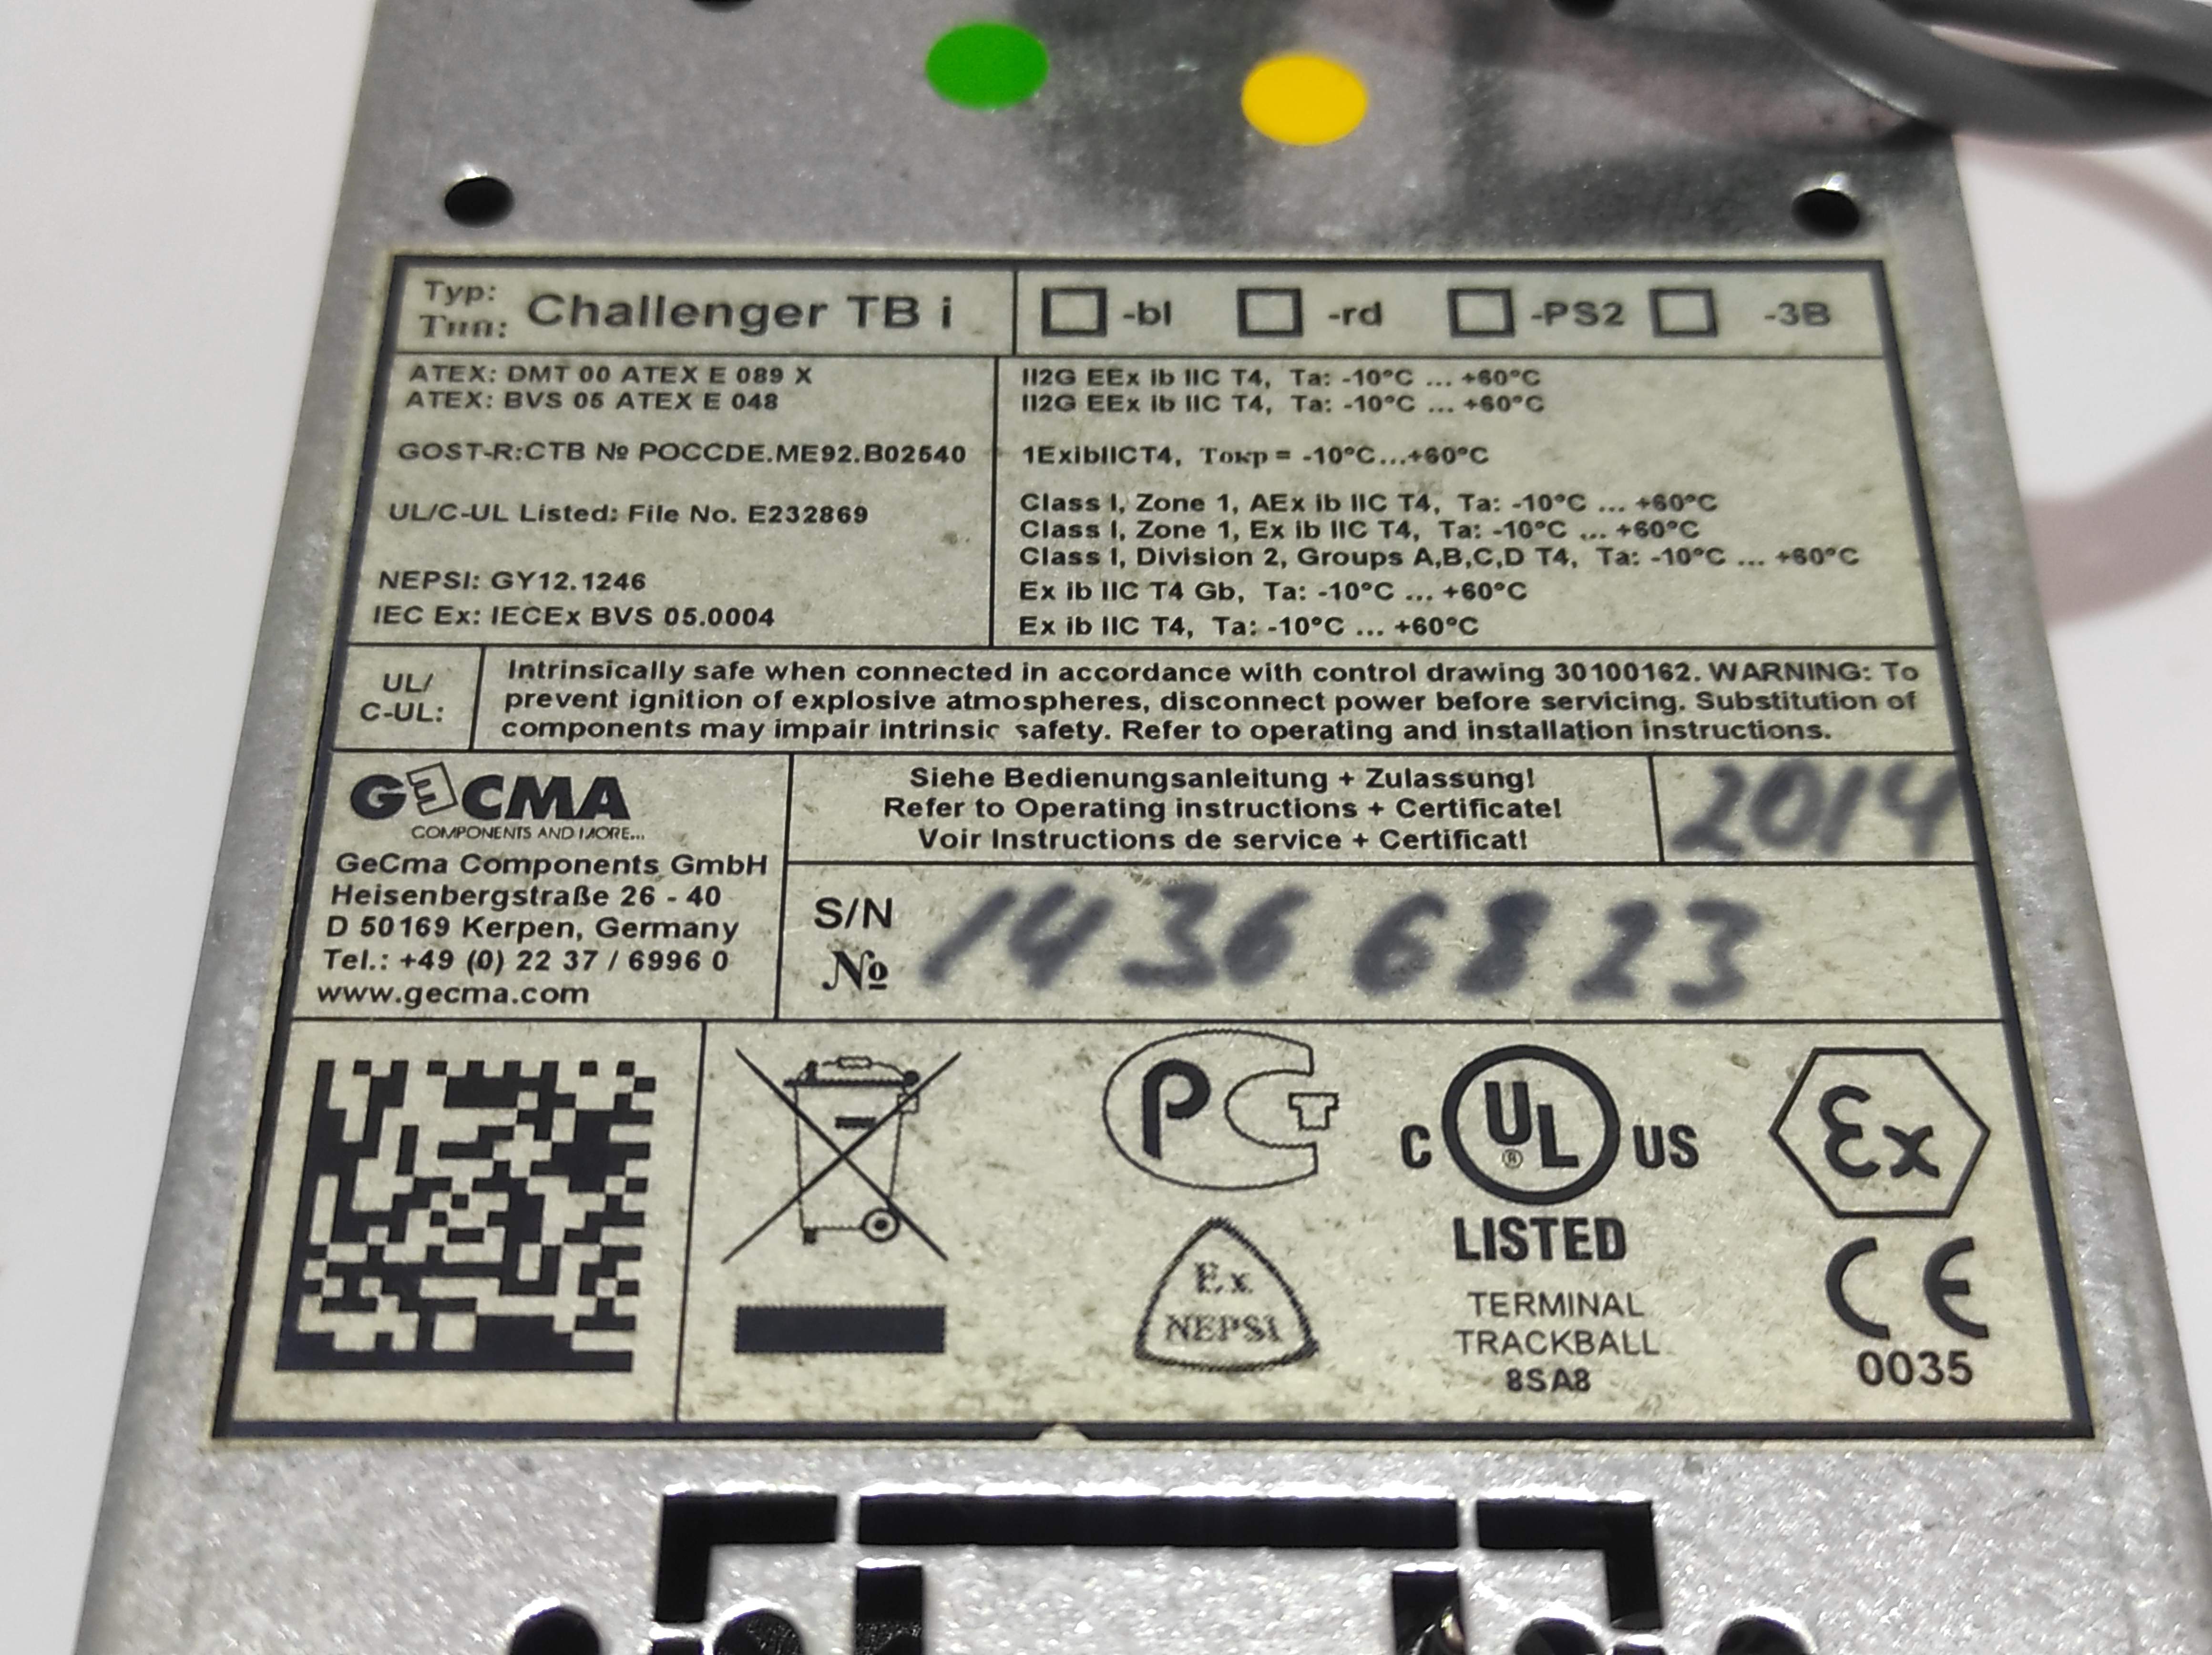 Typ: Challenger TB i
Тип:
-bl -rd -PS2 -3B
ATEX: DMT 00 ATEX E 089 X
ATEX: BVS 05 ATEX E 048
GOST-R:CTB № POCCDE.ME92.B02540
UL/C-UL Listed: File No. E232869
NEPSI: GY12.1246
IEC Ex: IECEx BVS 05.0004
II2G EEx ib IIC T4, Ta: -10°C ... +60°C
II2G EEx ib IIC T4, Ta: -10°C ... +60°C
1ExibIICT4, Токр = -10°C...+60°C
Class I, Zone 1, AEx ib IIC T4, Ta: -10°C ... +60°C
Class I, Zone 1, Ex ib IIC T4, Ta: -10°C ... +60°C
Class I, Division 2, Groups A,B,C,D T4, Ta: -10°C ... +60°C
Ex ib IIC T4 Gb, Ta: -10°C ... +60°C
Ex ib IIC T4, Ta: -10°C ... +60°C
UL/
C-UL:
Intrinsically safe when connected in accordance with control drawing 30100162. WARNING: To
prevent ignition of explosive atmospheres, disconnect power before servicing. Substitution of
components may impair intrinsic safety. Refer to operating and installation instructions.
GECMA
COMPONENTS AND MORE...
GeCma Components GmbH
Heisenbergstraße 26 - 40
D 50169 Kerpen, Germany
Tel.: +49 (0) 22 37 / 6996 0
www.gecma.com
Siehe Bedienungsanleitung + Zulassung!
Refer to Operating instructions + Certificate!
Voir Instructions de service + Certificat!
2014
S/N
№
14 36 6823
PCT
C UL ® US
LISTED
TERMINAL
TRACKBALL
8SA8
Ex
NEPSI
Ex
CE
0035